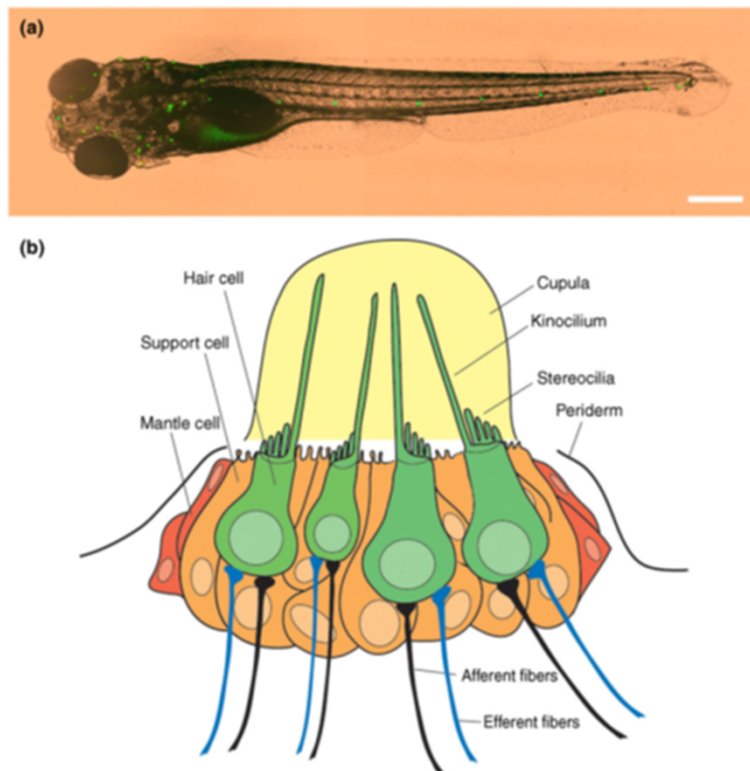 (a)
(b)
Hair cell
Cupula
Kinocilium
Support cell
Stereocilia
Mantle cell
Periderm
Afferent fibers
Efferent fibers